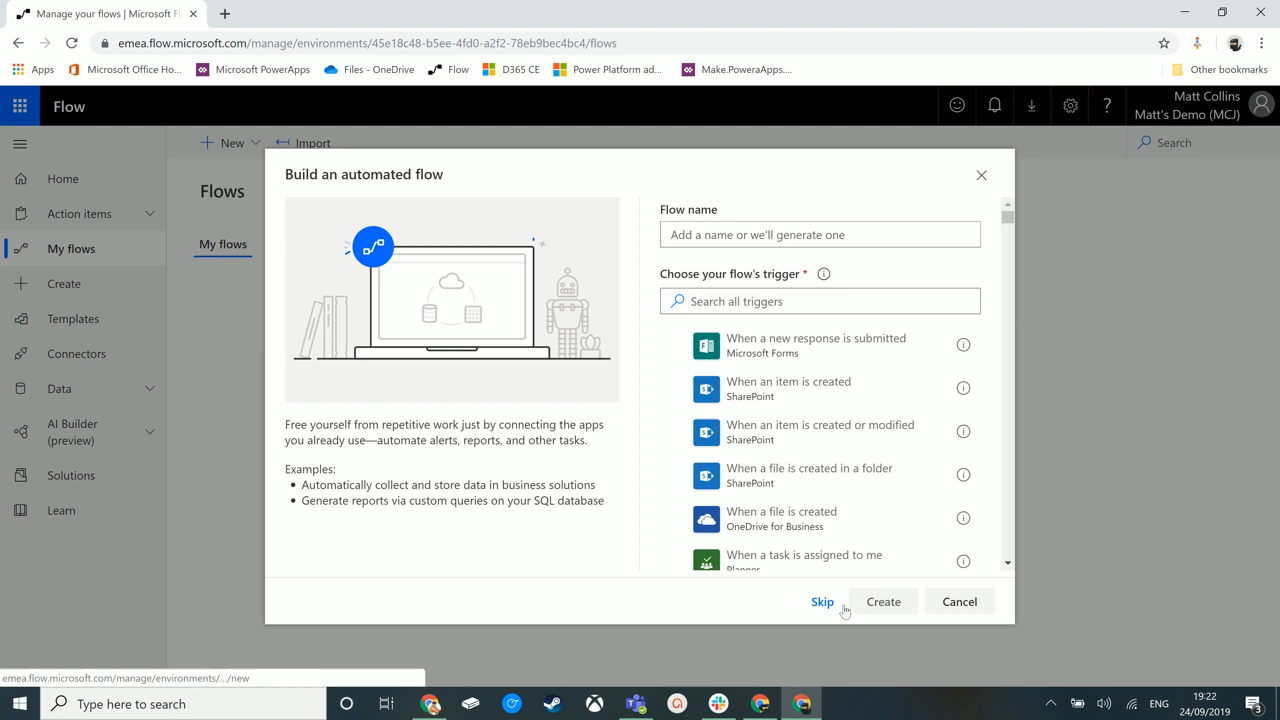 Manage your flows | Microsoft Fl
emea.flow.microsoft.com/manage/environments/45e18c48-b5ee-4fd0-a2f2-78eb9bec4bc4/flows
Apps
Microsoft Office Ho...
Microsoft PowerApps
Files - OneDrive
Flow
D365 CE
Power Platform ad...
Make.PoweraApps....
Other bookmarks
Flow
Matt Collins
Matt's Demo (MCJ)
New
Import
Search
Home
Action items
My flows
Create
Templates
Connectors
Data
AI Builder
(preview)
Solutions
Learn
Flows
My flows
Build an automated flow
Free yourself from repetitive work just by connecting the apps
you already use—automate alerts, reports, and other tasks.
Examples:
• Automatically collect and store data in business solutions
• Generate reports via custom queries on your SQL database
Flow name
Add a name or we'll generate one
Choose your flow's trigger *
Search all triggers
When a new response is submitted
Microsoft Forms
When an item is created
SharePoint
When an item is created or modified
SharePoint
When a file is created in a folder
SharePoint
When a file is created
OneDrive for Business
When a task is assigned to me
Planner
Skip
Create
Cancel
emea.flow.microsoft.com/manage/environments/.../new
Type here to search
ENG
19:22
24/09/2019
3